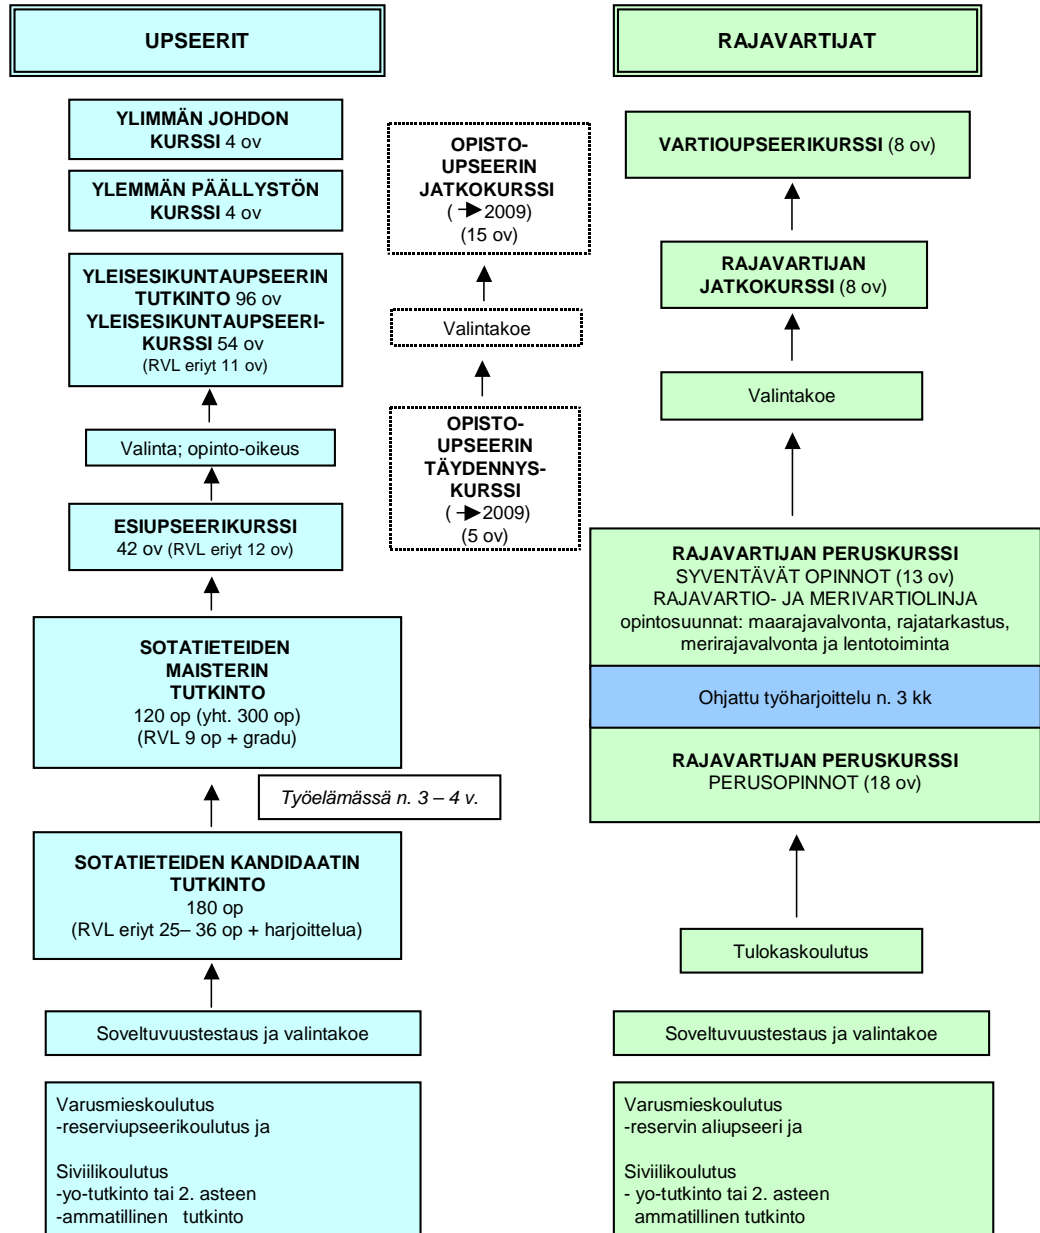 UPSEERIT
YLIMMÄN JOHDON
KURSSI 4 ov
YLEMMÄN PÄÄLLYSTÖN
KURSSI 4 ov
YLEISESIKUNTAUPSEERIN
TUTKINTO 96 ov
YLEISESIKUNTAUPSEERI-
KURSSI 54 ov
(RVL eriyt 11 ov)
Valinta; opinto-oikeus
ESIUPSEERIKURSSI
42 ov (RVL eriyt 12 ov)
SOTATIETEIDEN
MAISTERIN
TUTKINTO
120 op (yht. 300 op)
(RVL 9 op + gradu)
Työelämässä n. 3 – 4 v.
SOTATIETEIDEN KANDIDAATIN
TUTKINTO
180 op
(RVL eriyt 25– 36 op + harjoittelua)
Soveltuvuustestaus ja valintakoe
Varusmieskoulutus
-reserviupseerikoulutus ja
Siviilikoulutus
-yo-tutkinto tai 2. asteen
-ammatillinen tutkinto
OPISTO-
UPSEERIN
JATKOKURSSI
( → 2009)
(15 ov)
Valintakoe
OPISTO-
UPSEERIN
TÄYDENNYS-
KURSSI
( → 2009)
(5 ov)
RAJAVARTIJAT
VARTIOUPSEERIKURSSI (8 ov)
RAJAVARTIJAN
JATKOKURSSI (8 ov)
Valintakoe
RAJAVARTIJAN PERUSKURSSI
SYVENTÄVÄT OPINNOT (13 ov)
RAJAVARTIO- JA MERIVARTIOLINJA
opintosuunnat: maarajavalvonta, rajatarkastus,
merirajavalvonta ja lentotoiminta
Ohjattu työharjoittelu n. 3 kk
RAJAVARTIJAN PERUSKURSSI
PERUSOPINNOT (18 ov)
Tulokaskoulutus
Soveltuvuustestaus ja valintakoe
Varusmieskoulutus
-reservin aliupseeri ja
Siviilikoulutus
- yo-tutkinto tai 2. asteen
ammatillinen tutkinto